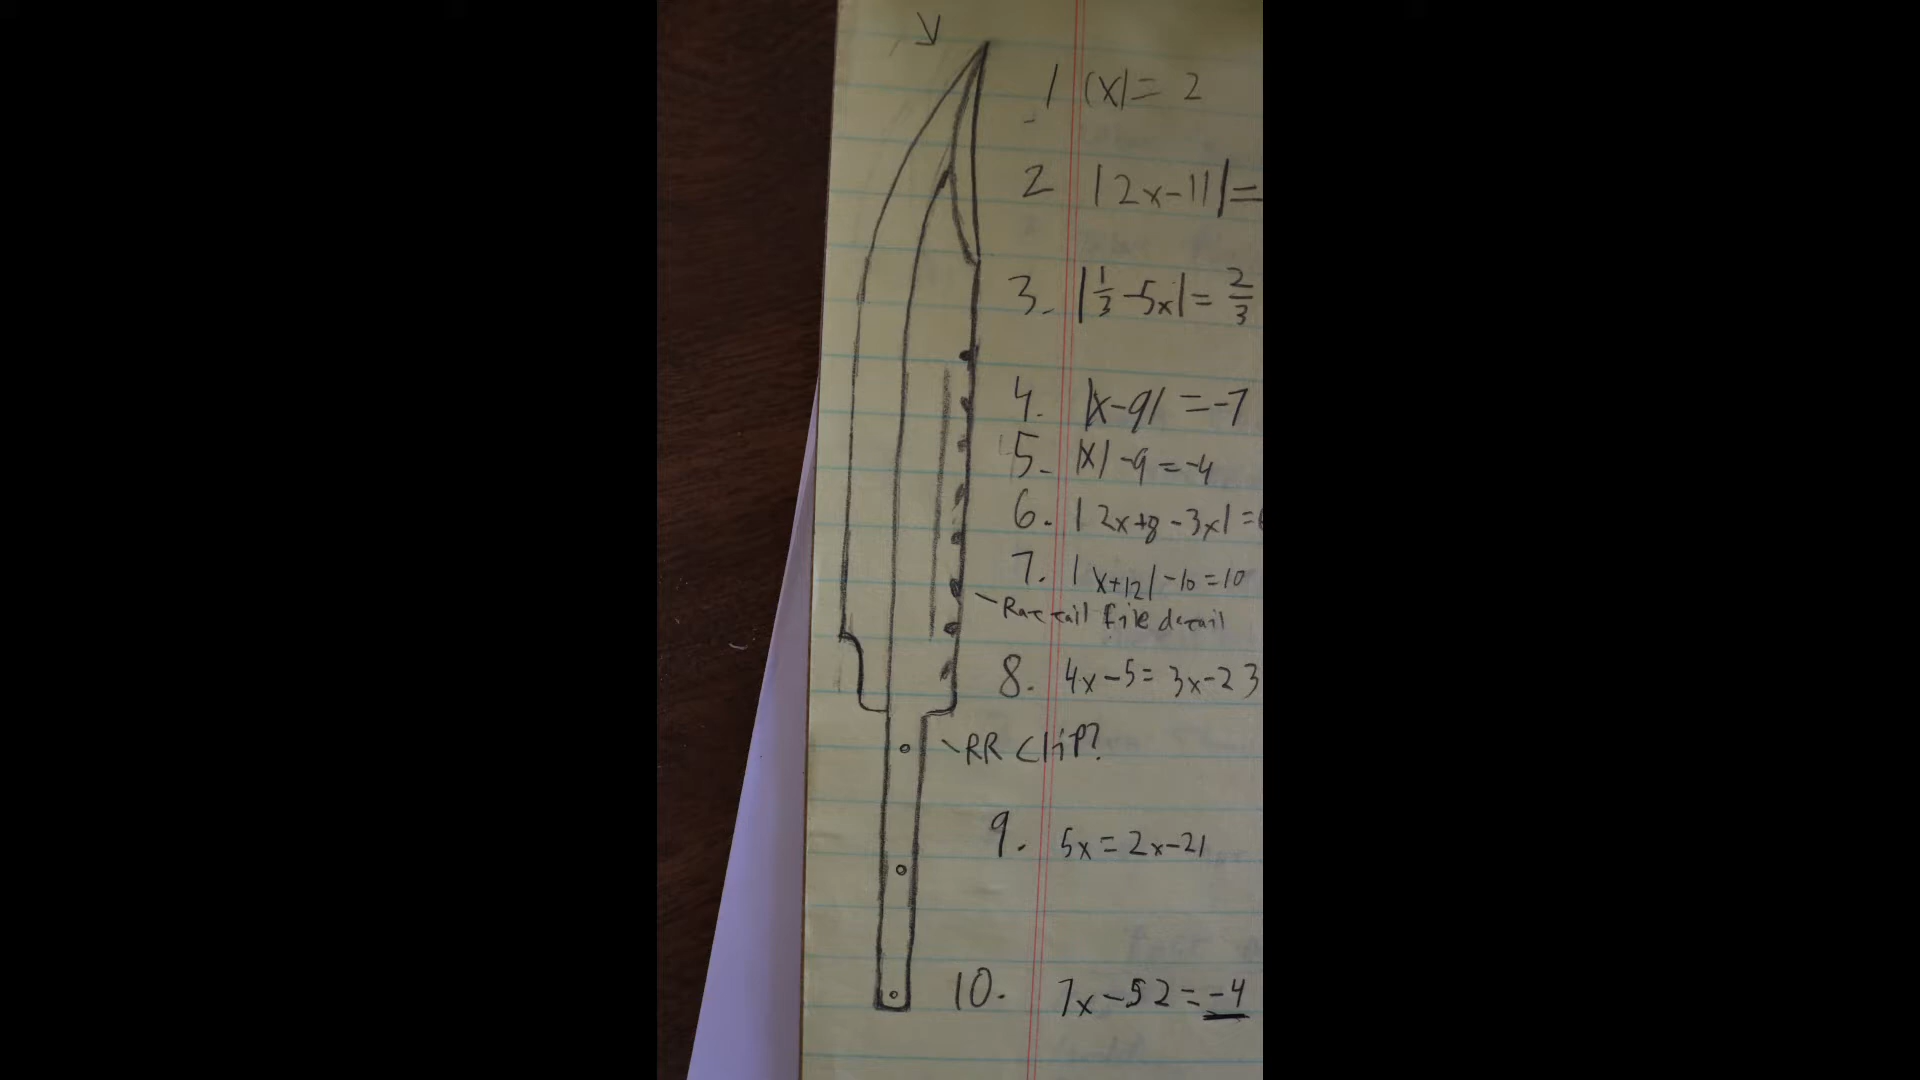 1 |x| = 2
2 |2x-11| =
3. |1/3 -5x| = 2/3
4. |x-9| = -7
5. |x| -9 = -4
6. |2x+8 -3x| =
7. |x+12| -10 = 10
Rat tail file detail
8. 4x -5 = 3x -23
RR Clip?
9. 5x = 2x -21
10. 7x -52 = -4